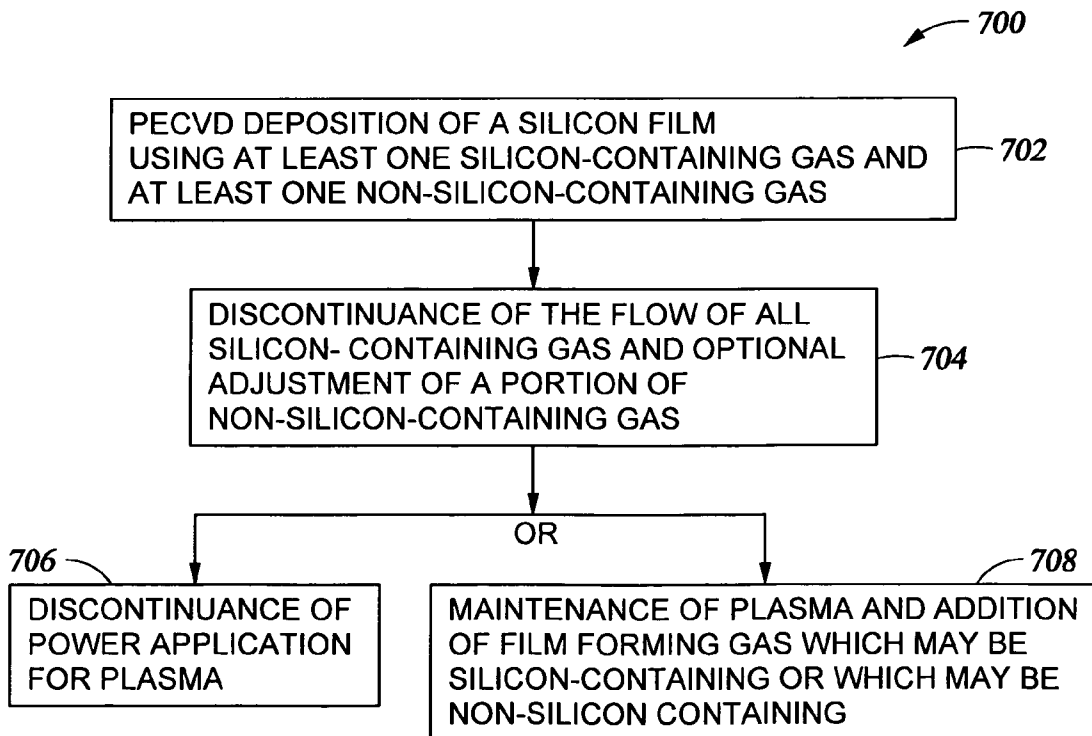 700
PECVD DEPOSITION OF A SILICON FILM
USING AT LEAST ONE SILICON-CONTAINING GAS AND
AT LEAST ONE NON-SILICON-CONTAINING GAS
702
DISCONTINUANCE OF THE FLOW OF ALL
SILICON- CONTAINING GAS AND OPTIONAL
ADJUSTMENT OF A PORTION OF
NON-SILICON-CONTAINING GAS
704
OR
706
DISCONTINUANCE OF
POWER APPLICATION
FOR PLASMA
708
MAINTENANCE OF PLASMA AND ADDITION
OF FILM FORMING GAS WHICH MAY BE
SILICON-CONTAINING OR WHICH MAY BE
NON-SILICON CONTAINING